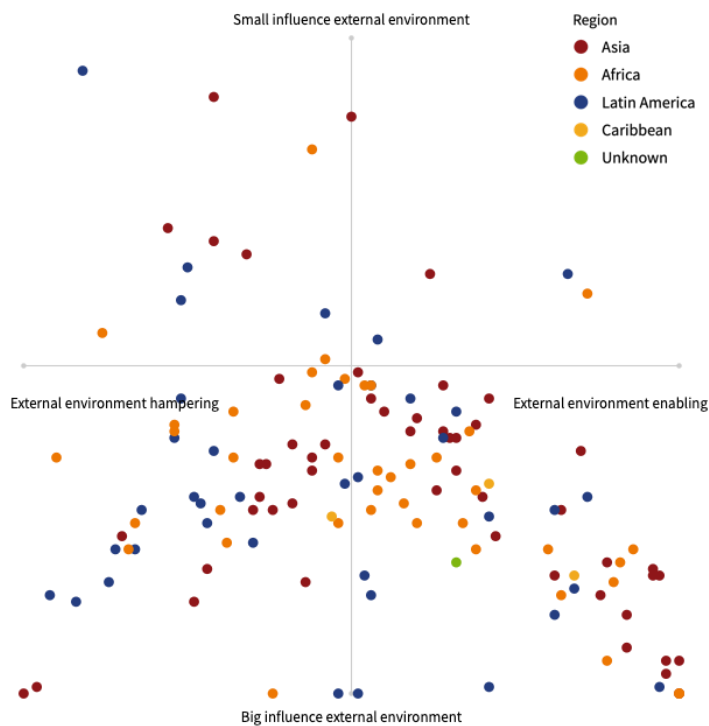 Small influence external environment
Region
Asia
Africa
Latin America
Caribbean
Unknown
External environment hampering
External environment enabling
Big influence external environment